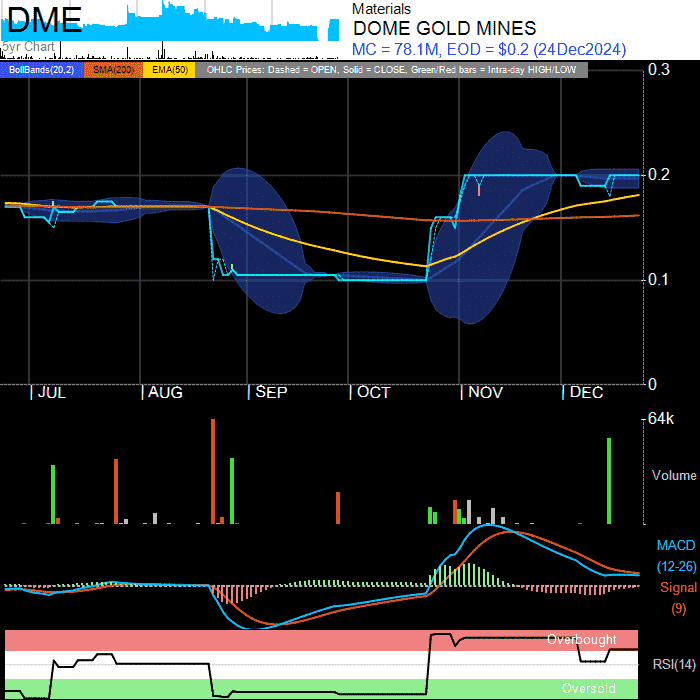 DME
5yr Chart
Materials
DOME GOLD MINES
MC = 78.1M, EOD = $0.2 (24Dec2024)
BollBands(20,2) SMA(200) EMA(50) OHLC Prices: Dashed = OPEN, Solid = CLOSE, Green/Red bars = Intra-day HIGH/LOW
0.3
0.2
0.1
0
| JUL | AUG | SEP | OCT | NOV | DEC
64k
Volume
MACD
(12-26)
Signal
(9)
Overbought
RSI(14)
Oversold